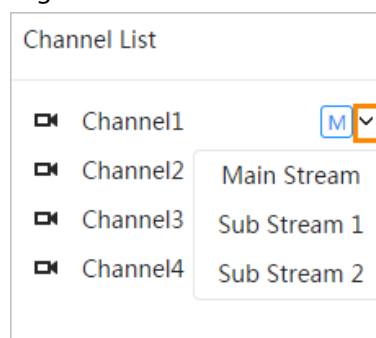 Channel List
Channel1 M
Channel2 Main Stream
Channel3 Sub Stream 1
Channel4 Sub Stream 2